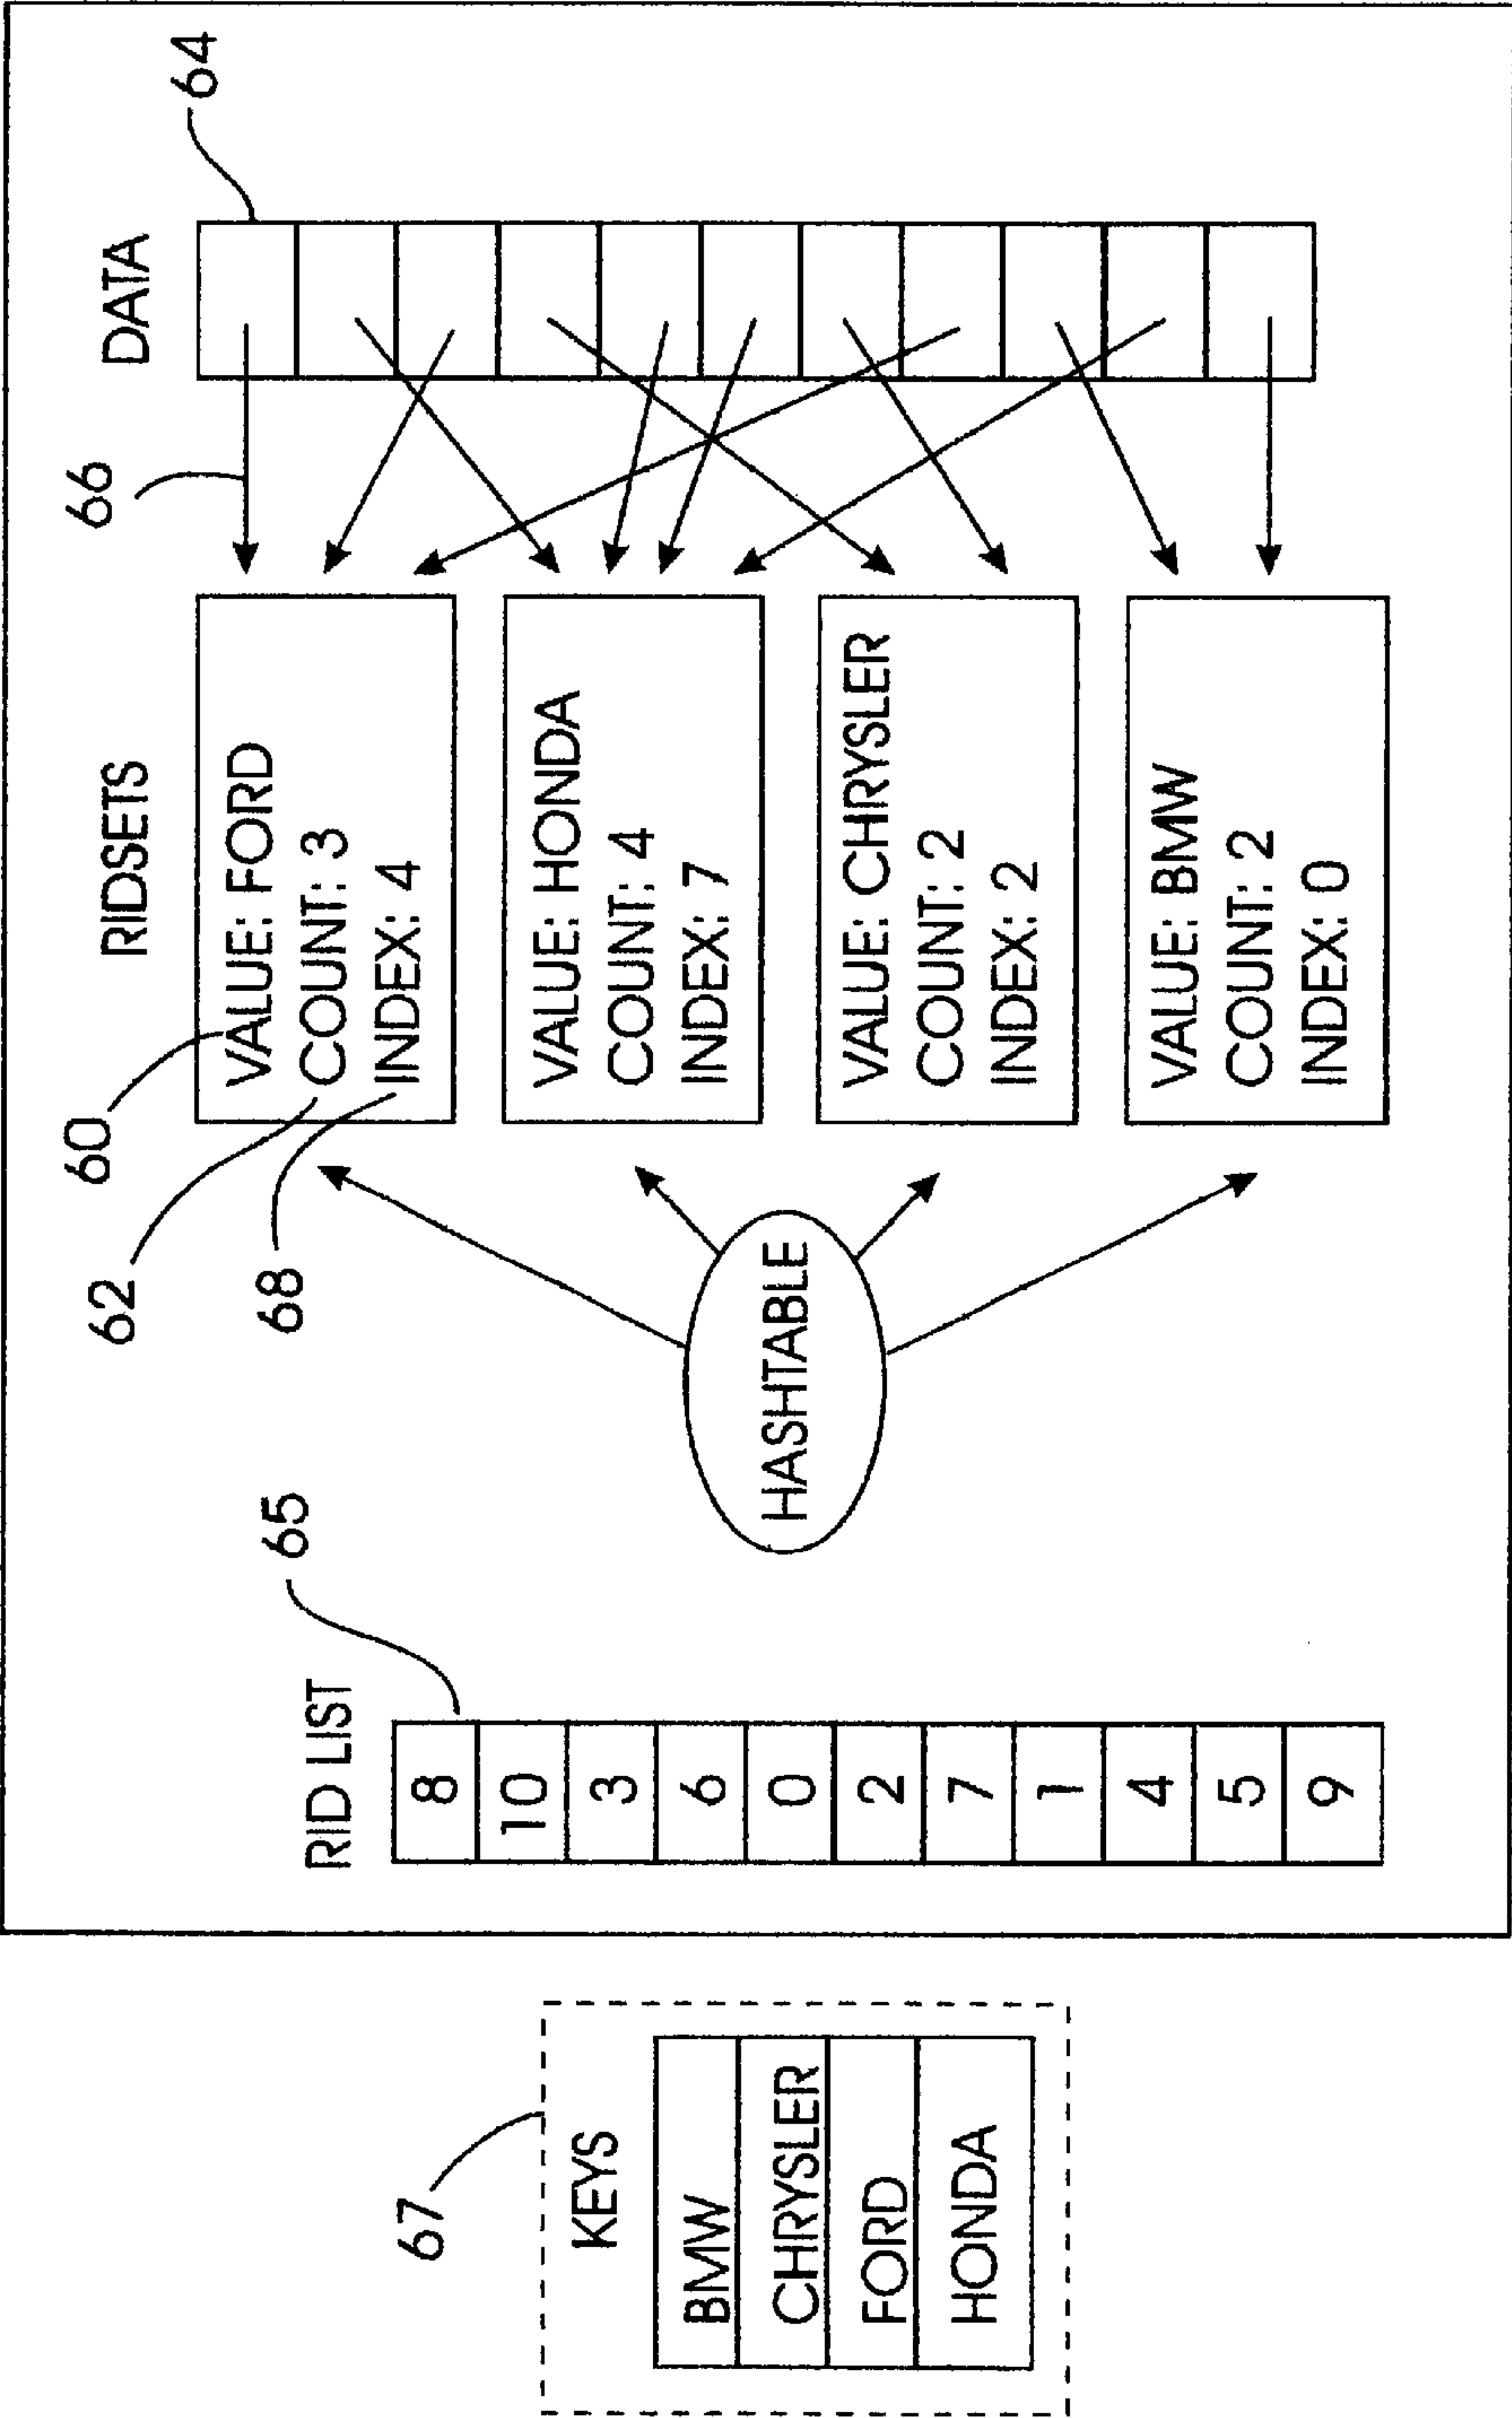 67
KEYS
BMW
CHRYSLER
FORD
HONDA
RID LIST
65
8
10
3
6
0
2
7
1
4
5
9
HASHTABLE
RIDSETS
60
62
68
VALUE: FORD
COUNT: 3
INDEX: 4
VALUE: HONDA
COUNT: 4
INDEX: 7
VALUE: CHRYSLER
COUNT: 2
INDEX: 2
VALUE: BMW
COUNT: 2
INDEX: 0
66
DATA
64